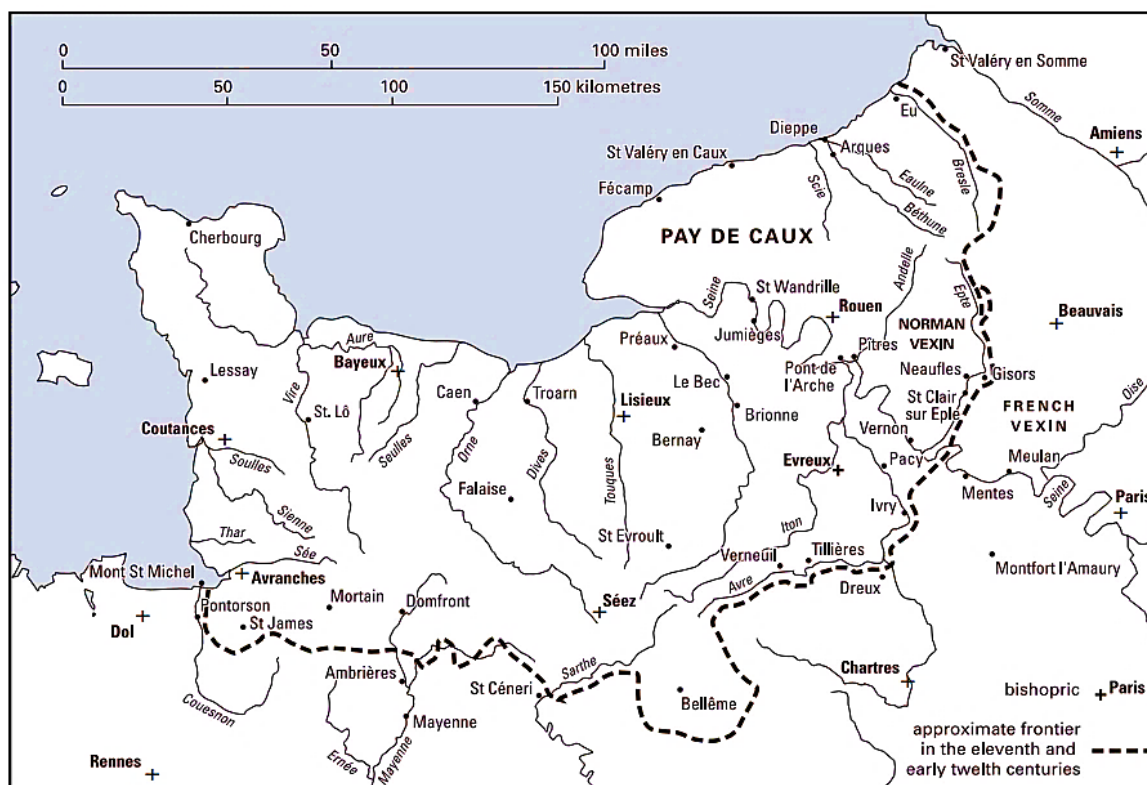 0 50 100 miles
0 50 100 150 kilometres
St Valéry en Somme
Somme
Eu
Amiens
Dieppe
Arques
St Valéry en Caux
Eaulne
Bresle
Scie
Fécamp
Béthune
Cherbourg
PAY DE CAUX
Andelle
Epte
Seine
St Wandrille
Rouen
Beauvais
Aure
Préaux
Jumièges
NORMAN
VEXIN
Bayeux
Pîtres
Pont de
l'Arche
Lessay
Vire
Caen
Troarn
Le Bec
Neaufles
Gisors
Oise
Lisieux
St Clair
sur Eple
St. Lô
Brionne
FRENCH
VEXIN
Coutances
Seulles
Orne
Dives
Bernay
Vernon
Soulles
Touques
Evreux
Pacy
Meulan
Falaise
Mentes
Seine
Paris
Sienne
Ivry
Thar
St Evroult
Iton
Sée
Verneuil
Tillières
Mont St Michel
Avranches
Montfort l'Amaury
Avre
Dreux
Pontorson
Mortain
Domfront
Séez
Dol
St James
Sarthe
Ambrières
Chartres
St Céneri
Bellême
bishopric Paris
Couesnon
Mayenne
approximate frontier
in the eleventh and
early twelth centuries
Ernée
Mayenne
Rennes